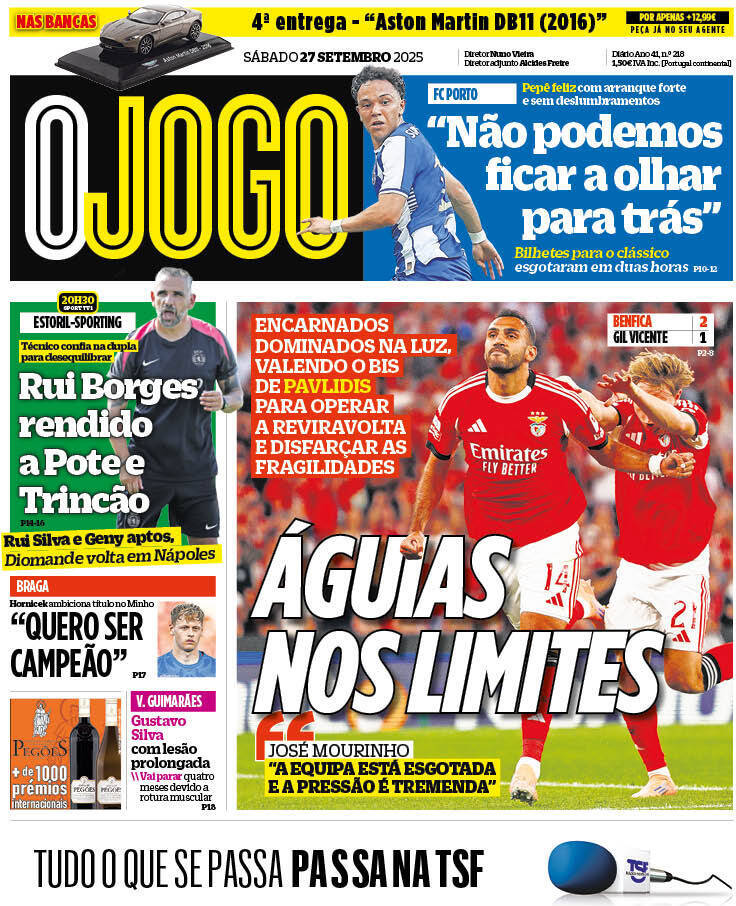 NAS BANCAS
4ª entrega - “Aston Martin DB11 (2016)”
POR APENAS +12,99€
PEÇA JÁ NO SEU AGENTE
SÁBADO 27 SETEMBRO 2025
Diretor Nuno Vieira
Diretor adjunto Alcides Freire
Diário Ano 41, n.º 218
1,50€ IVA Inc. [Portugal continental]
O JOGO
FC PORTO
Pepê feliz com arranque forte
e sem deslumbramentos
“Não podemos
ficar a olhar
para trás”
Bilhetes para o clássico
esgotaram em duas horas P10-12
20H30
SPORT TV1
ESTORIL-SPORTING
Técnico confia na dupla
para desequilibrar
Rui Borges
rendido
a Pote e
Trincão
P14-16
Rui Silva e Geny aptos,
Diomande volta em Nápoles
BRAGA
Hornicek ambiciona título no Minho
“QUERO SER
CAMPEÃO” P17
PEGÕES
+ de 1000
prémios
internacionais
V. GUIMARÃES
Gustavo
Silva
com lesão
prolongada
\\ Vai parar quatro
meses devido a
rotura muscular
P18
ENCARNADOS
DOMINADOS NA LUZ,
VALENDO O BIS
DE PAVLIDIS
PARA OPERAR
A REVIRAVOLTA
E DISFARÇAR AS
FRAGILIDADES
BENFICA 2
GIL VICENTE 1
P2-8
Emirates
FLY BETTER
14
2
ÁGUIAS
NOS LIMITES
JOSÉ MOURINHO
“A EQUIPA ESTÁ ESGOTADA
E A PRESSÃO É TREMENDA”
TUDO O QUE SE PASSA PASSA NA TSF
TSF